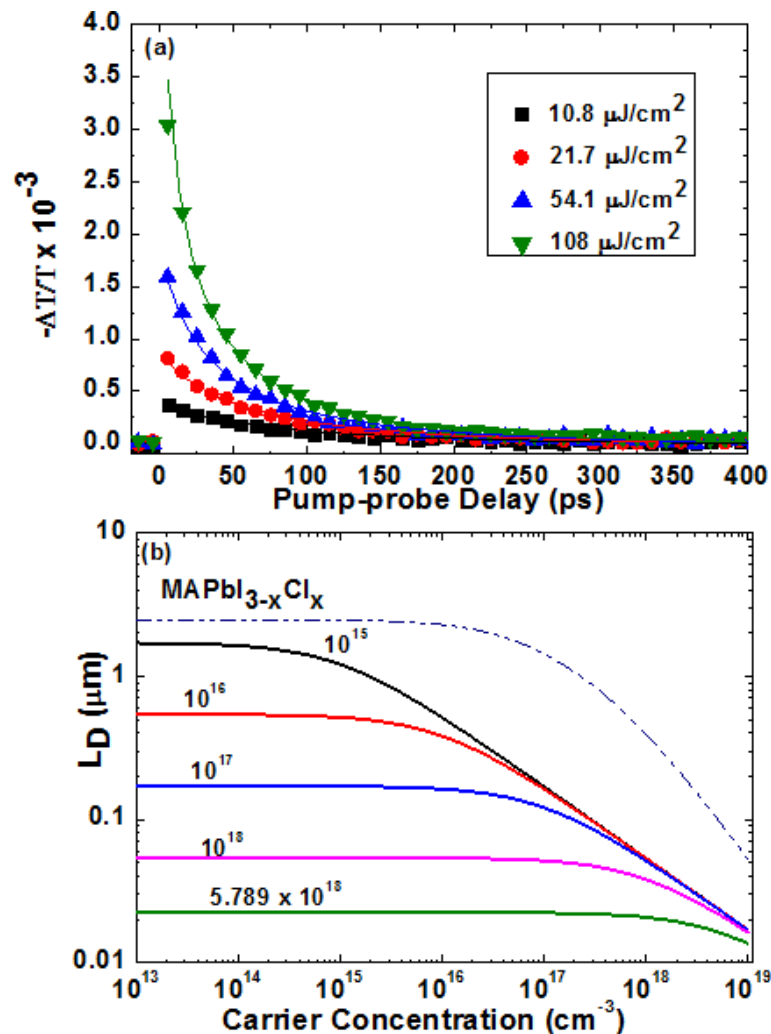 (a)
-ΔT/T x 10⁻³
4.0
3.5
3.0
2.5
2.0
1.5
1.0
0.5
0.0
10.8 μJ/cm²
21.7 μJ/cm²
54.1 μJ/cm²
108 μJ/cm²
0 50 100 150 200 250 300 350 400
Pump-probe Delay (ps)
(b)
MAPbI₃₋ₓClₓ
L_D (μm)
10
1
0.1
0.01
10¹⁵
10¹⁶
10¹⁷
10¹⁸
5.789 x 10¹⁸
10¹³ 10¹⁴ 10¹⁵ 10¹⁶ 10¹⁷ 10¹⁸ 10¹⁹
Carrier Concentration (cm⁻³)